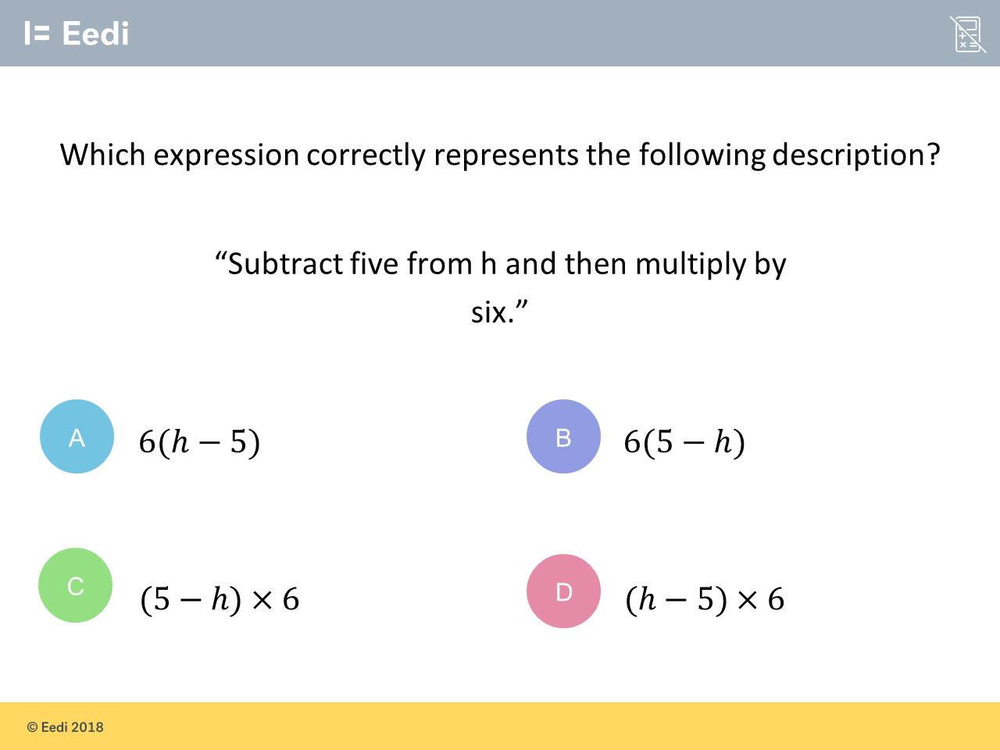 Eedi
Which expression correctly represents the following description?
“Subtract five from h and then multiply by
six.”
A 6(h − 5)
B 6(5 − h)
C (5 − h) × 6
D (h − 5) × 6
© Eedi 2018